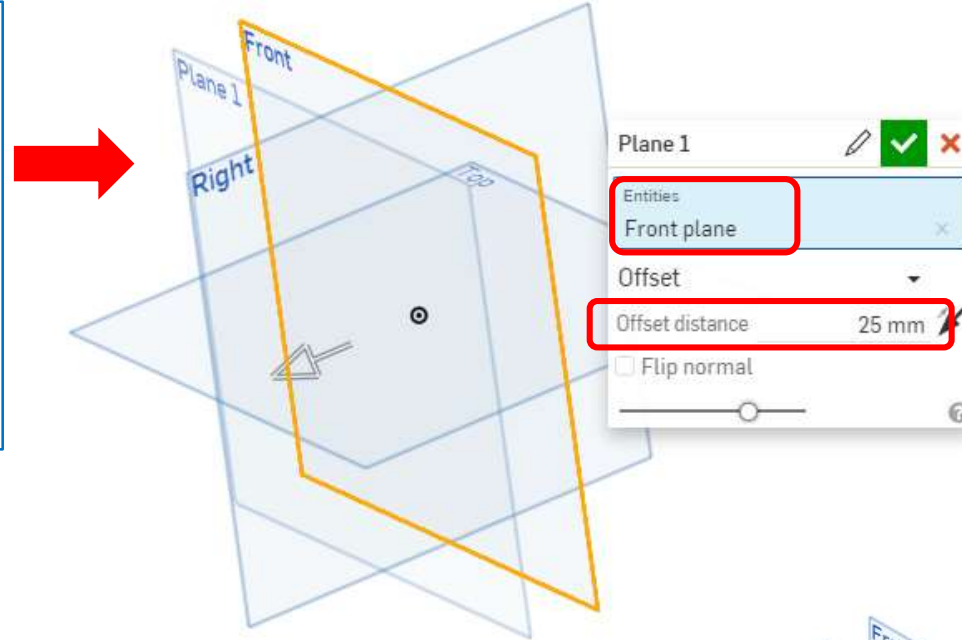 Front
Plane 1
Right
Top
Plane 1
Entities
Front plane
Offset
Offset distance 25 mm
Flip normal